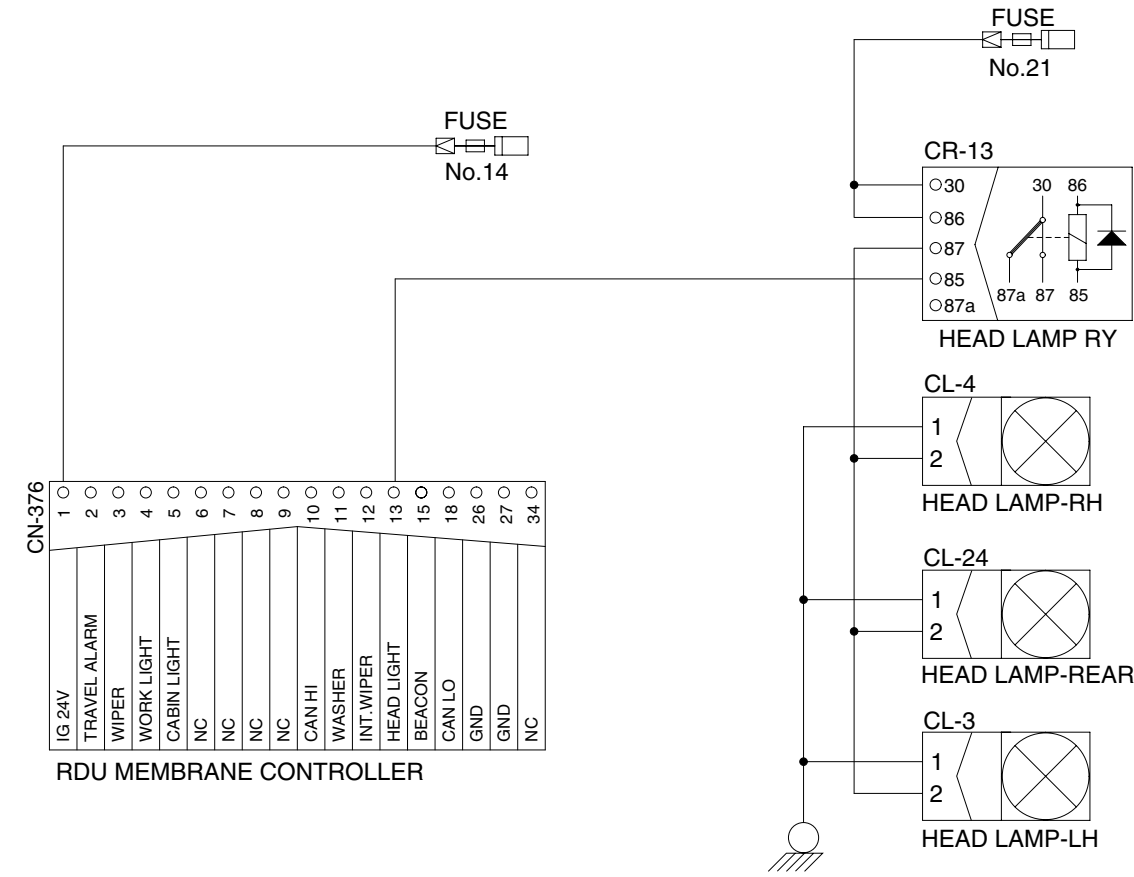 FUSE
No.21
FUSE
No.14
CR-13
30
86
87
85
87a
30 86
87a 87 85
HEAD LAMP RY
CL-4
1
2
HEAD LAMP-RH
CL-24
1
2
HEAD LAMP-REAR
CL-3
1
2
HEAD LAMP-LH
CN-376
1 2 3 4 5 6 7 8 9 10 11 12 13 15 18 26 27 34
IG 24V
TRAVEL ALARM
WIPER
WORK LIGHT
CABIN LIGHT
NC
NC
NC
NC
CAN HI
WASHER
INT.WIPER
HEAD LIGHT
BEACON
CAN LO
GND
GND
NC
RDU MEMBRANE CONTROLLER